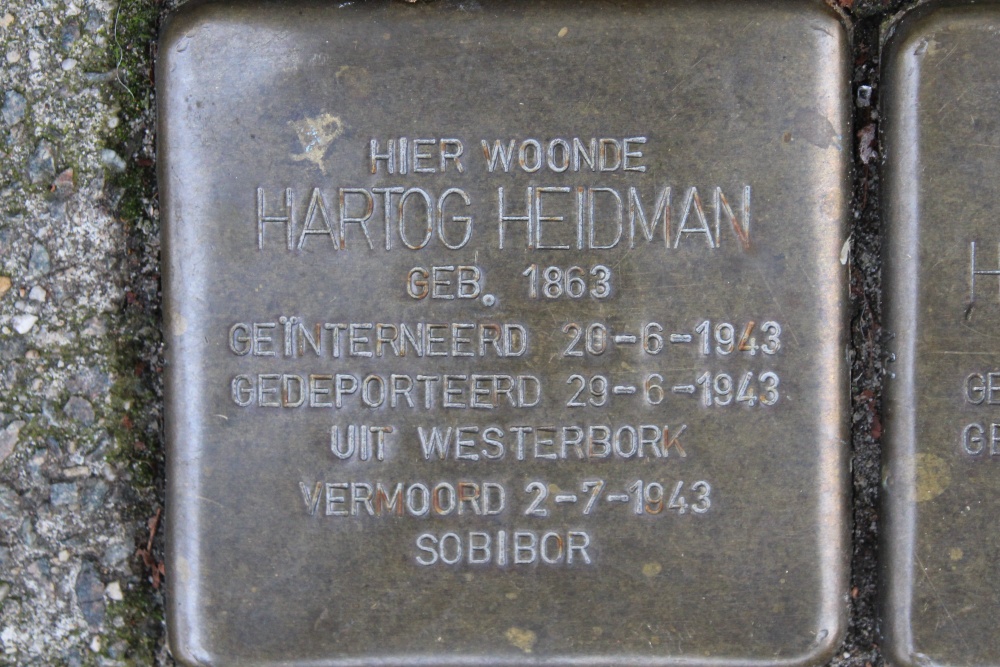 HIER WOONDE
HARTOG HEIDMAN
GEB. 1863
GEÏNTERNEERD 20-6-1943
GEDEPORTEERD 29-6-1943
UIT WESTERBORK
VERMOORD 2-7-1943
SOBIBOR